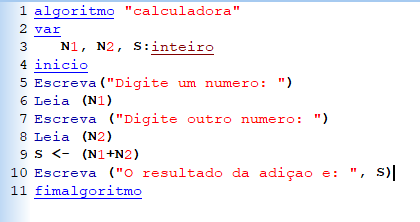 1 algoritmo "calculadora"
2 var
3 N1, N2, S:inteiro
4 inicio
5 Escreva("Digite um numero: ")
6 Leia (N1)
7 Escreva ("Digite outro numero: ")
8 Leia (N2)
9 S <- (N1+N2)
10 Escreva ("O resultado da adiçao e: ", S)
11 fimalgoritmo